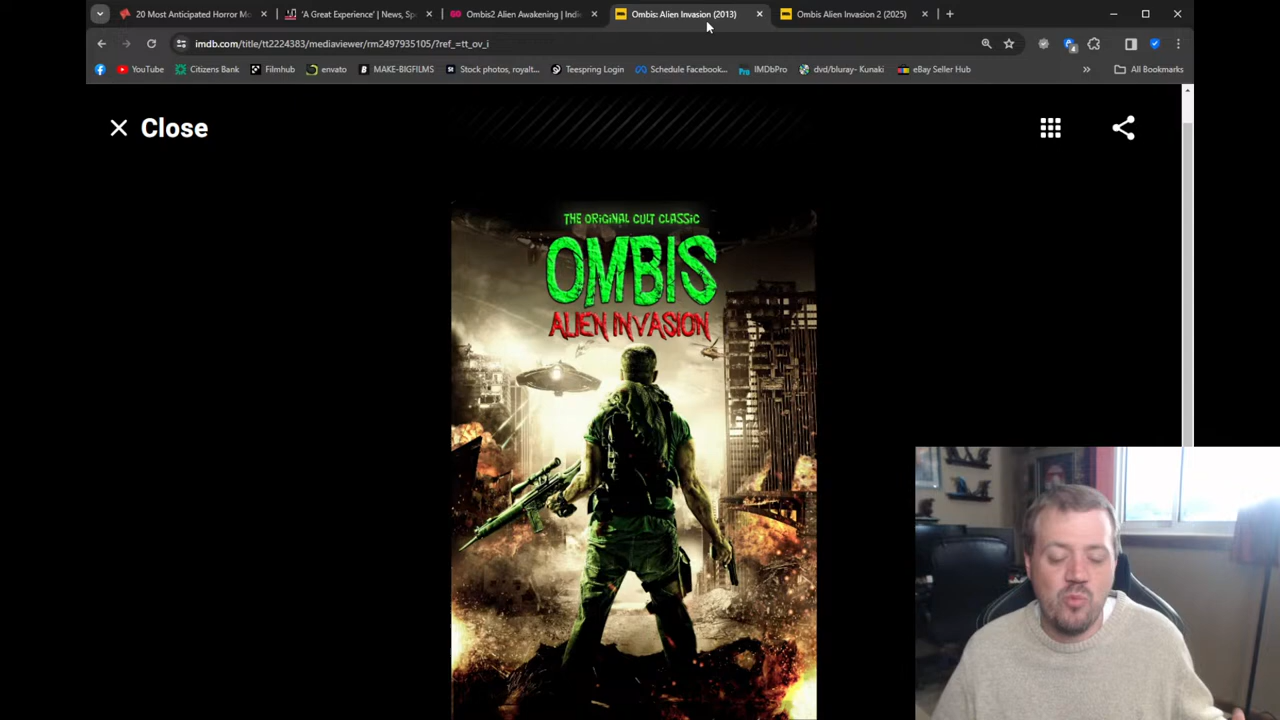 20 Most Anticipated Horror Mo
'A Great Experience' | News, Sp
Ombis2 Alien Awakening | Indie
Ombis: Alien Invasion (2013)
Ombis Alien Invasion 2 (2025)
imdb.com/title/tt2224383/mediaviewer/rm2497935105/?ref_=tt_ov_i
YouTube
Citizens Bank
Filmhub
envato
MAKE-BIGFILMS
Stock photos, royalt...
Teespring Login
Schedule Facebook...
IMDbPro
dvd/bluray- Kunaki
eBay Seller Hub
»
All Bookmarks
Close
THE ORIGINAL CULT CLASSIC
OMBIS
ALIEN INVASION